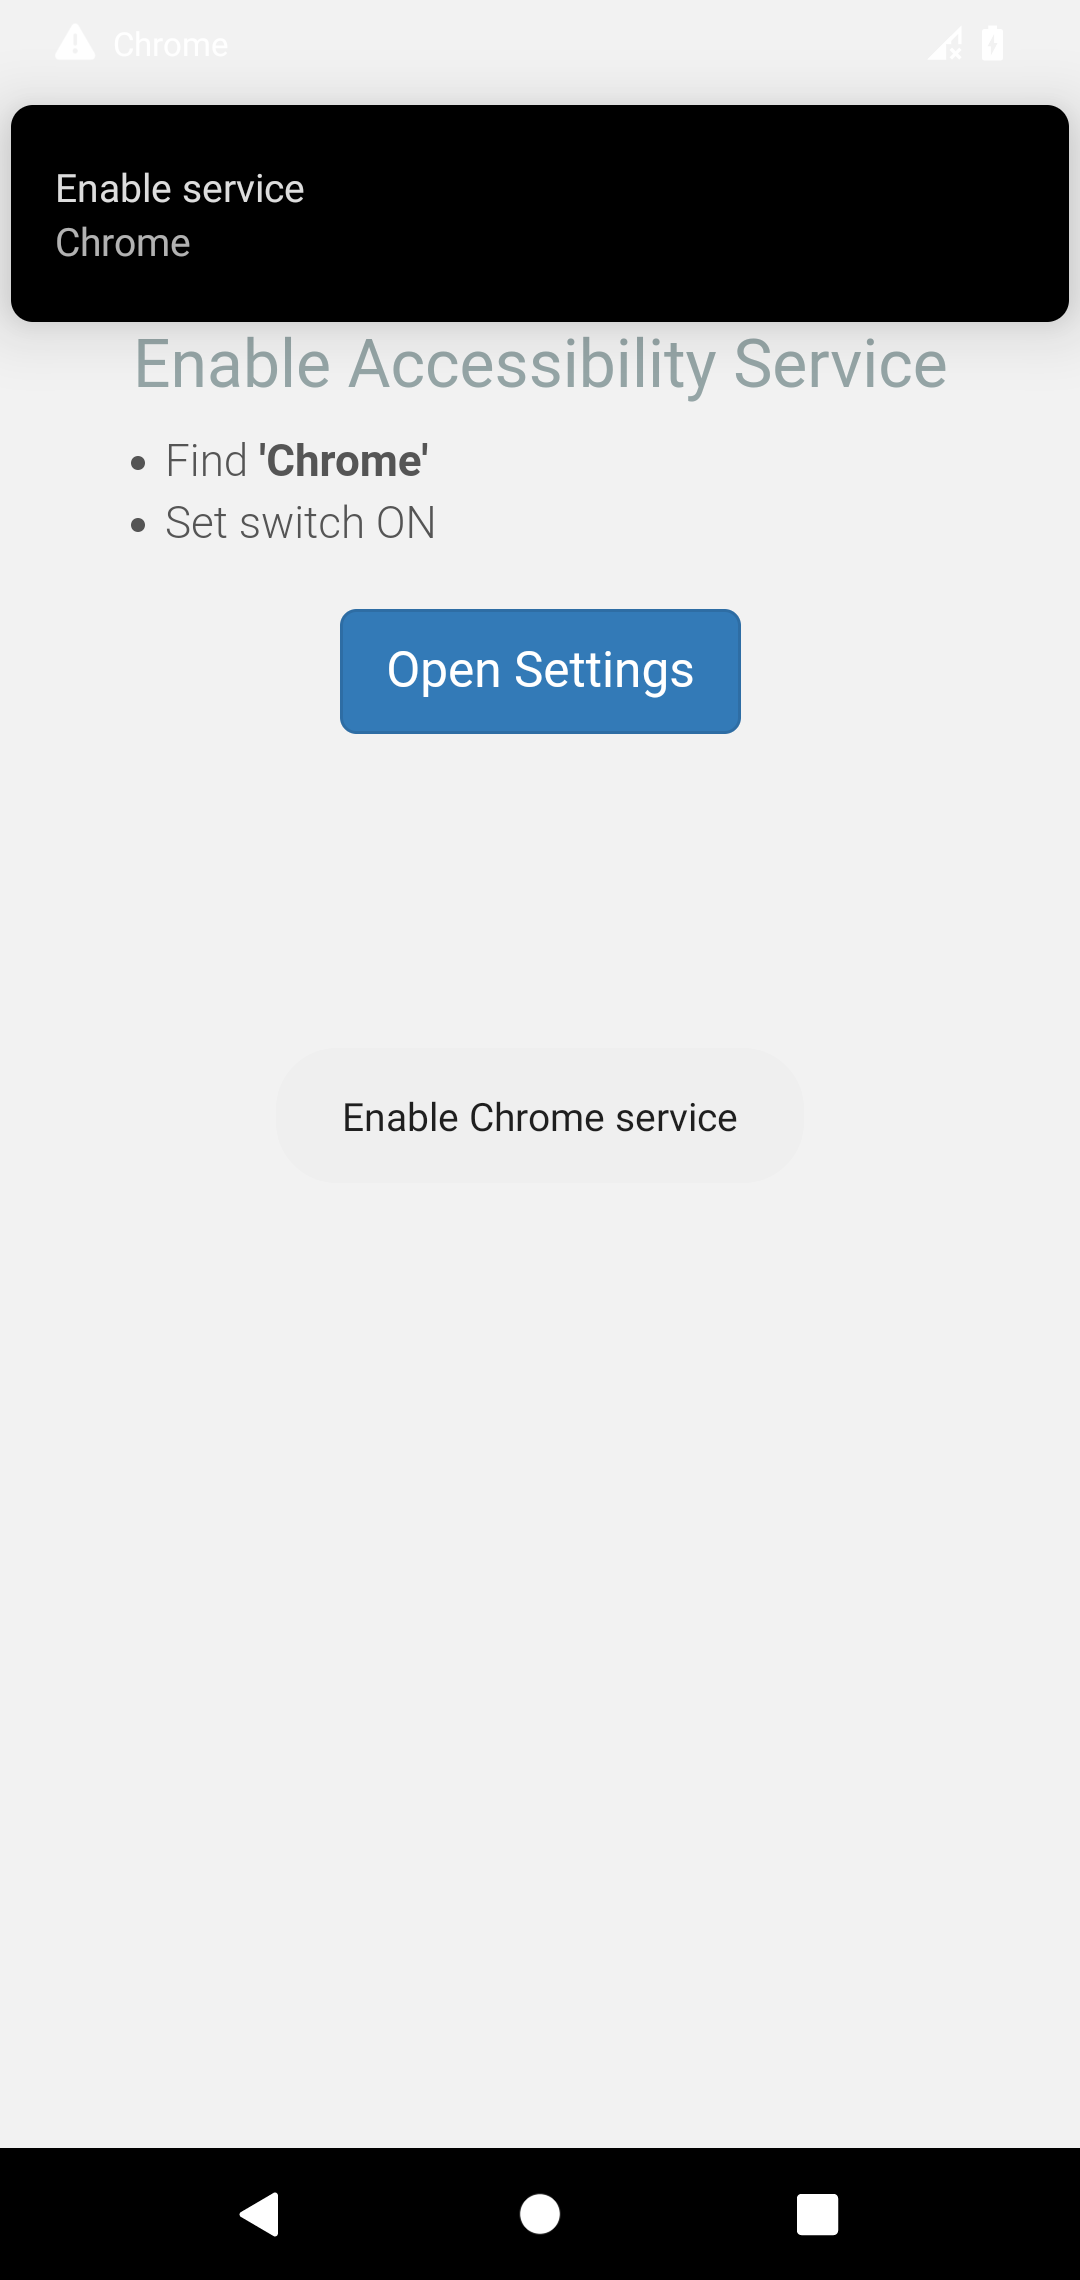 Chrome
Enable service
Chrome
Enable Accessibility Service
Find 'Chrome'
Set switch ON
Open Settings
Enable Chrome service